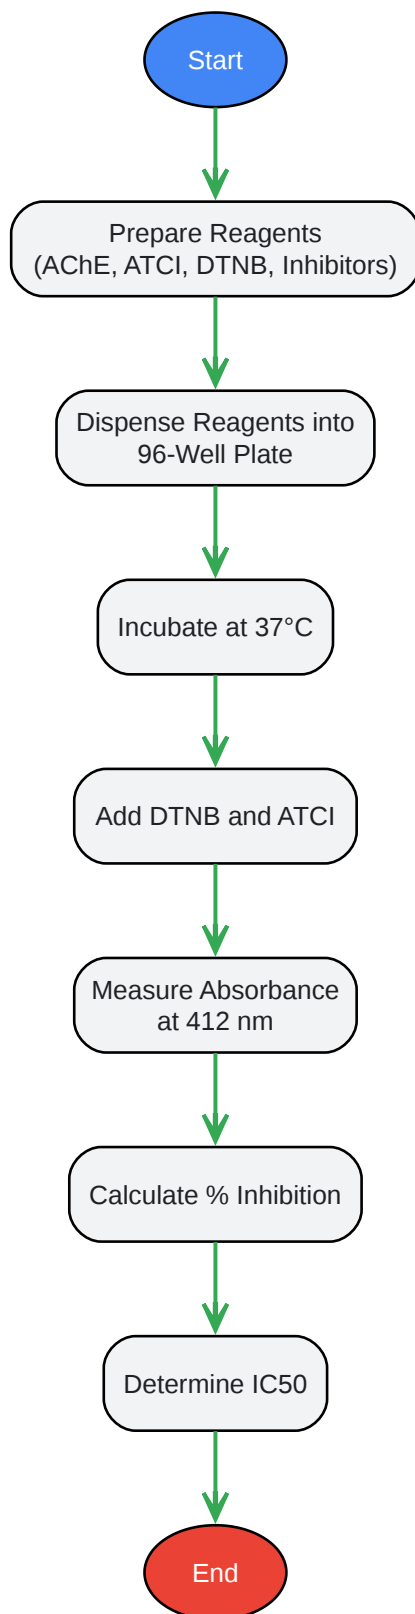 Start
Prepare Reagents
(AChE, ATCI, DTNB, Inhibitors)
Dispense Reagents into
96-Well Plate
Incubate at 37°C
Add DTNB and ATCI
Measure Absorbance
at 412 nm
Calculate % Inhibition
Determine IC50
End